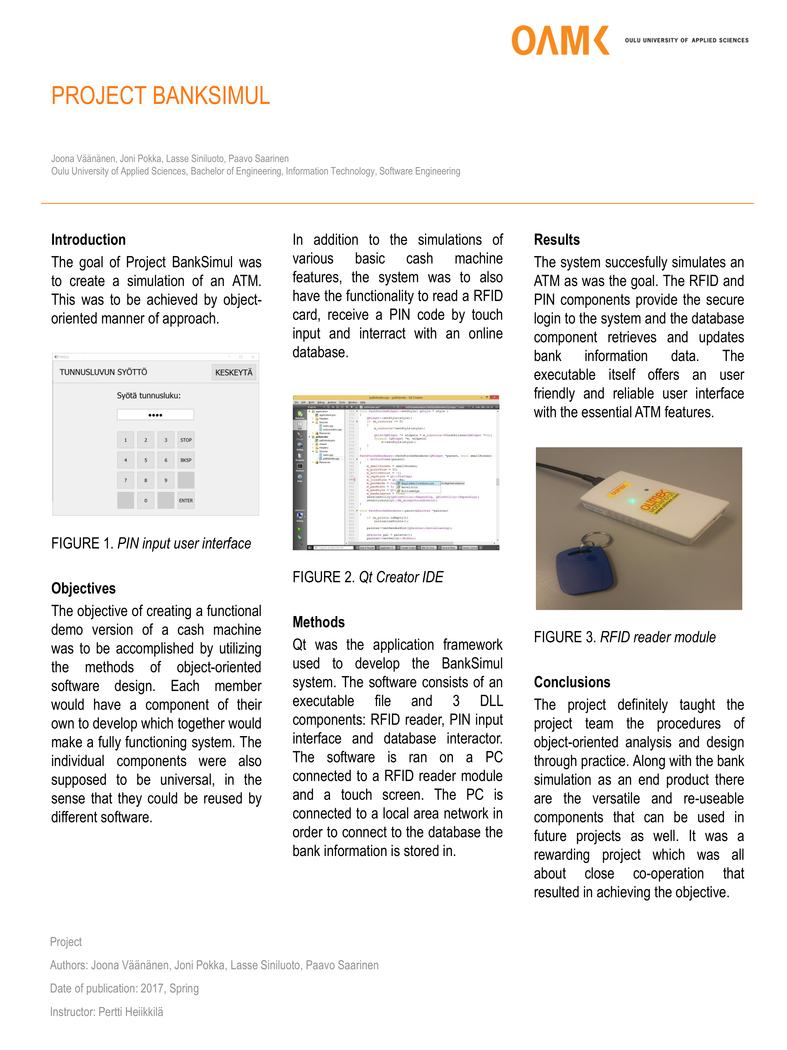 OAMK
OULU UNIVERSITY OF APPLIED SCIENCES
PROJECT BANKSIMUL
Joona Väänänen, Joni Pokka, Lasse Siniluoto, Paavo Saarinen
Oulu University of Applied Sciences, Bachelor of Engineering, Information Technology, Software Engineering
Introduction
The goal of Project BankSimul was
to create a simulation of an ATM.
This was to be achieved by object-
oriented manner of approach.
TUNNUSLUVUN SYÖTTÖ
KESKEYTÄ
Syötä tunnusluku:
●●●●
1 2 3 STOP
4 5 6 BKSP
7 8 9
0 ENTER
FIGURE 1. PIN input user interface
Objectives
The objective of creating a functional
demo version of a cash machine
was to be accomplished by utilizing
the methods of object-oriented
software design. Each member
would have a component of their
own to develop which together would
make a fully functioning system. The
individual components were also
supposed to be universal, in the
sense that they could be reused by
different software.
In addition to the simulations of
various basic cash machine
features, the system was to also
have the functionality to read a RFID
card, receive a PIN code by touch
input and interract with an online
database.
FIGURE 2. Qt Creator IDE
Methods
Qt was the application framework
used to develop the BankSimul
system. The software consists of an
executable file and 3 DLL
components: RFID reader, PIN input
interface and database interactor.
The software is ran on a PC
connected to a RFID reader module
and a touch screen. The PC is
connected to a local area network in
order to connect to the database the
bank information is stored in.
Results
The system succesfully simulates an
ATM as was the goal. The RFID and
PIN components provide the secure
login to the system and the database
component retrieves and updates
bank information data. The
executable itself offers an user
friendly and reliable user interface
with the essential ATM features.
FIGURE 3. RFID reader module
Conclusions
The project definitely taught the
project team the procedures of
object-oriented analysis and design
through practice. Along with the bank
simulation as an end product there
are the versatile and re-useable
components that can be used in
future projects as well. It was a
rewarding project which was all
about close co-operation that
resulted in achieving the objective.
Project
Authors: Joona Väänänen, Joni Pokka, Lasse Siniluoto, Paavo Saarinen
Date of publication: 2017, Spring
Instructor: Pertti Heiikkilä